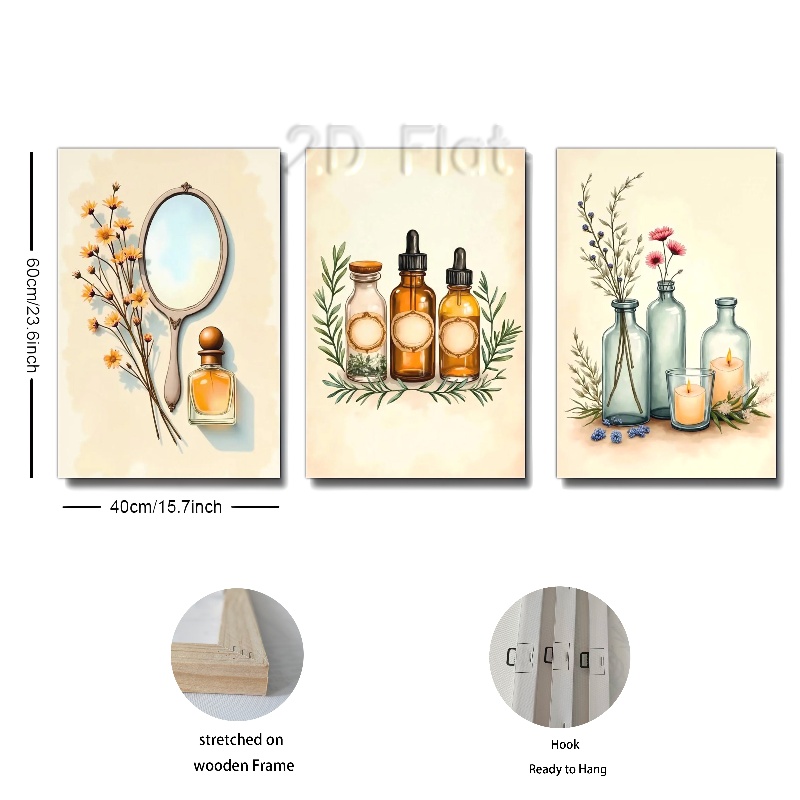 2D Flat
60cm/23.6inch
40cm/15.7inch
stretched on
wooden Frame
Hook
Ready to Hang